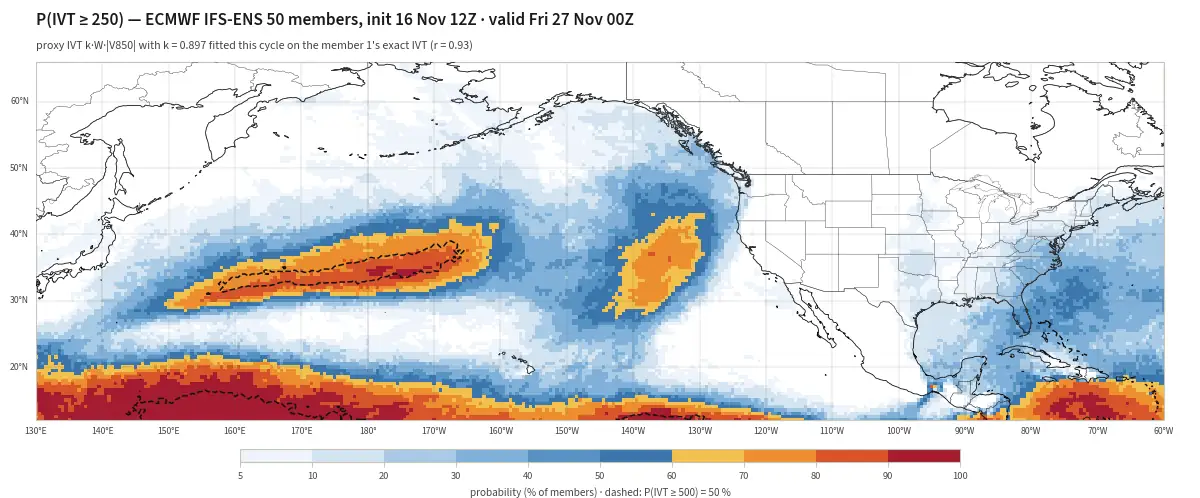 P(IVT ≥ 250) — ECMWF IFS-ENS 50 members, init 16 Nov 12Z · valid Fri 27 Nov 00Z
proxy IVT k·W·|V850| with k = 0.897 fitted this cycle on the member 1's exact IVT (r = 0.93)
60°N
50°N
40°N
30°N
20°N
130°E 140°E 150°E 160°E 170°E 180° 170°W 160°W 150°W 140°W 130°W 120°W 110°W 100°W 90°W 80°W 70°W 60°W
5 10 20 30 40 50 60 70 80 90 100
probability (% of members) · dashed: P(IVT ≥ 500) = 50 %